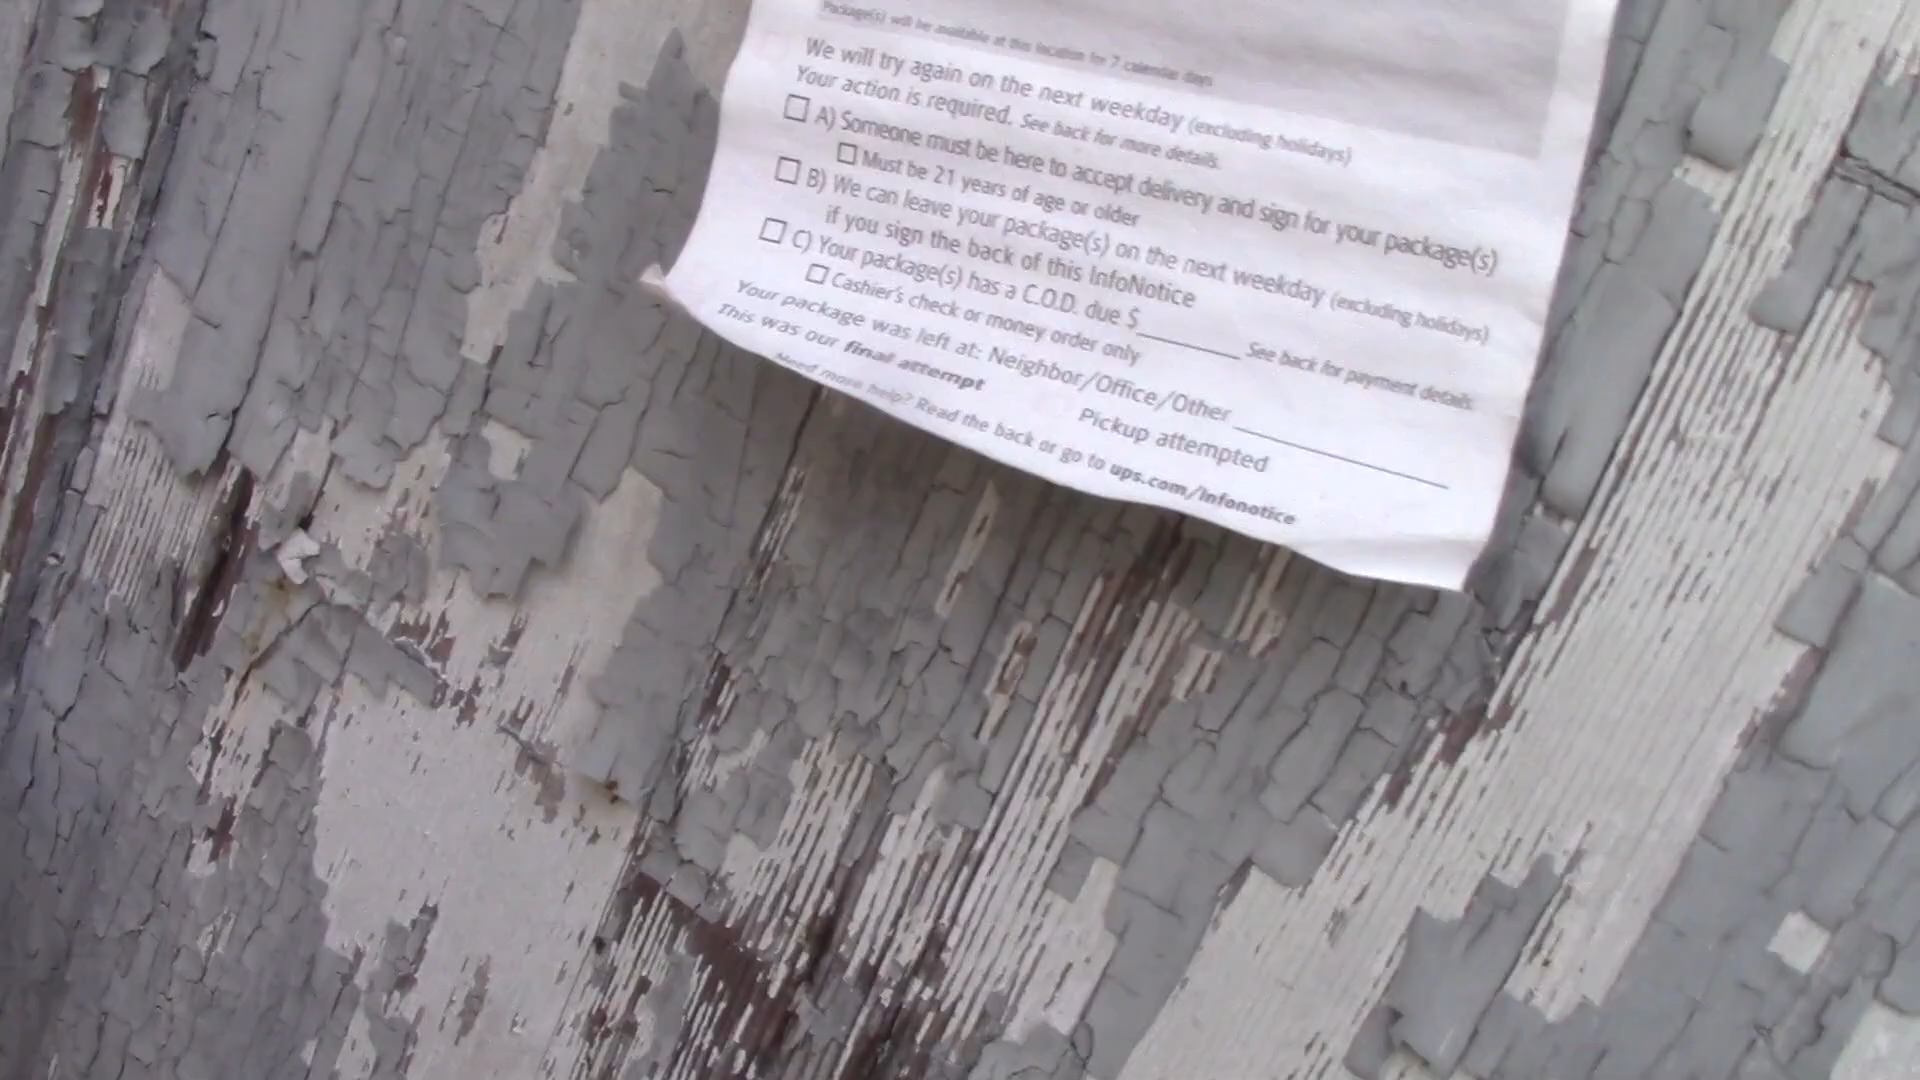 Package(s) will be available at this location for 7 calendar days
We will try again on the next weekday (excluding holidays)
Your action is required. See back for more details.
A) Someone must be here to accept delivery and sign for your package(s)
Must be 21 years of age or older
B) We can leave your package(s) on the next weekday (excluding holidays)
if you sign the back of this InfoNotice
C) Your package(s) has a C.O.D. due $ See back for payment details.
Cashier's check or money order only
Your package was left at: Neighbor/Office/Other
This was our final attempt Pickup attempted
Need more help? Read the back or go to ups.com/infonotice